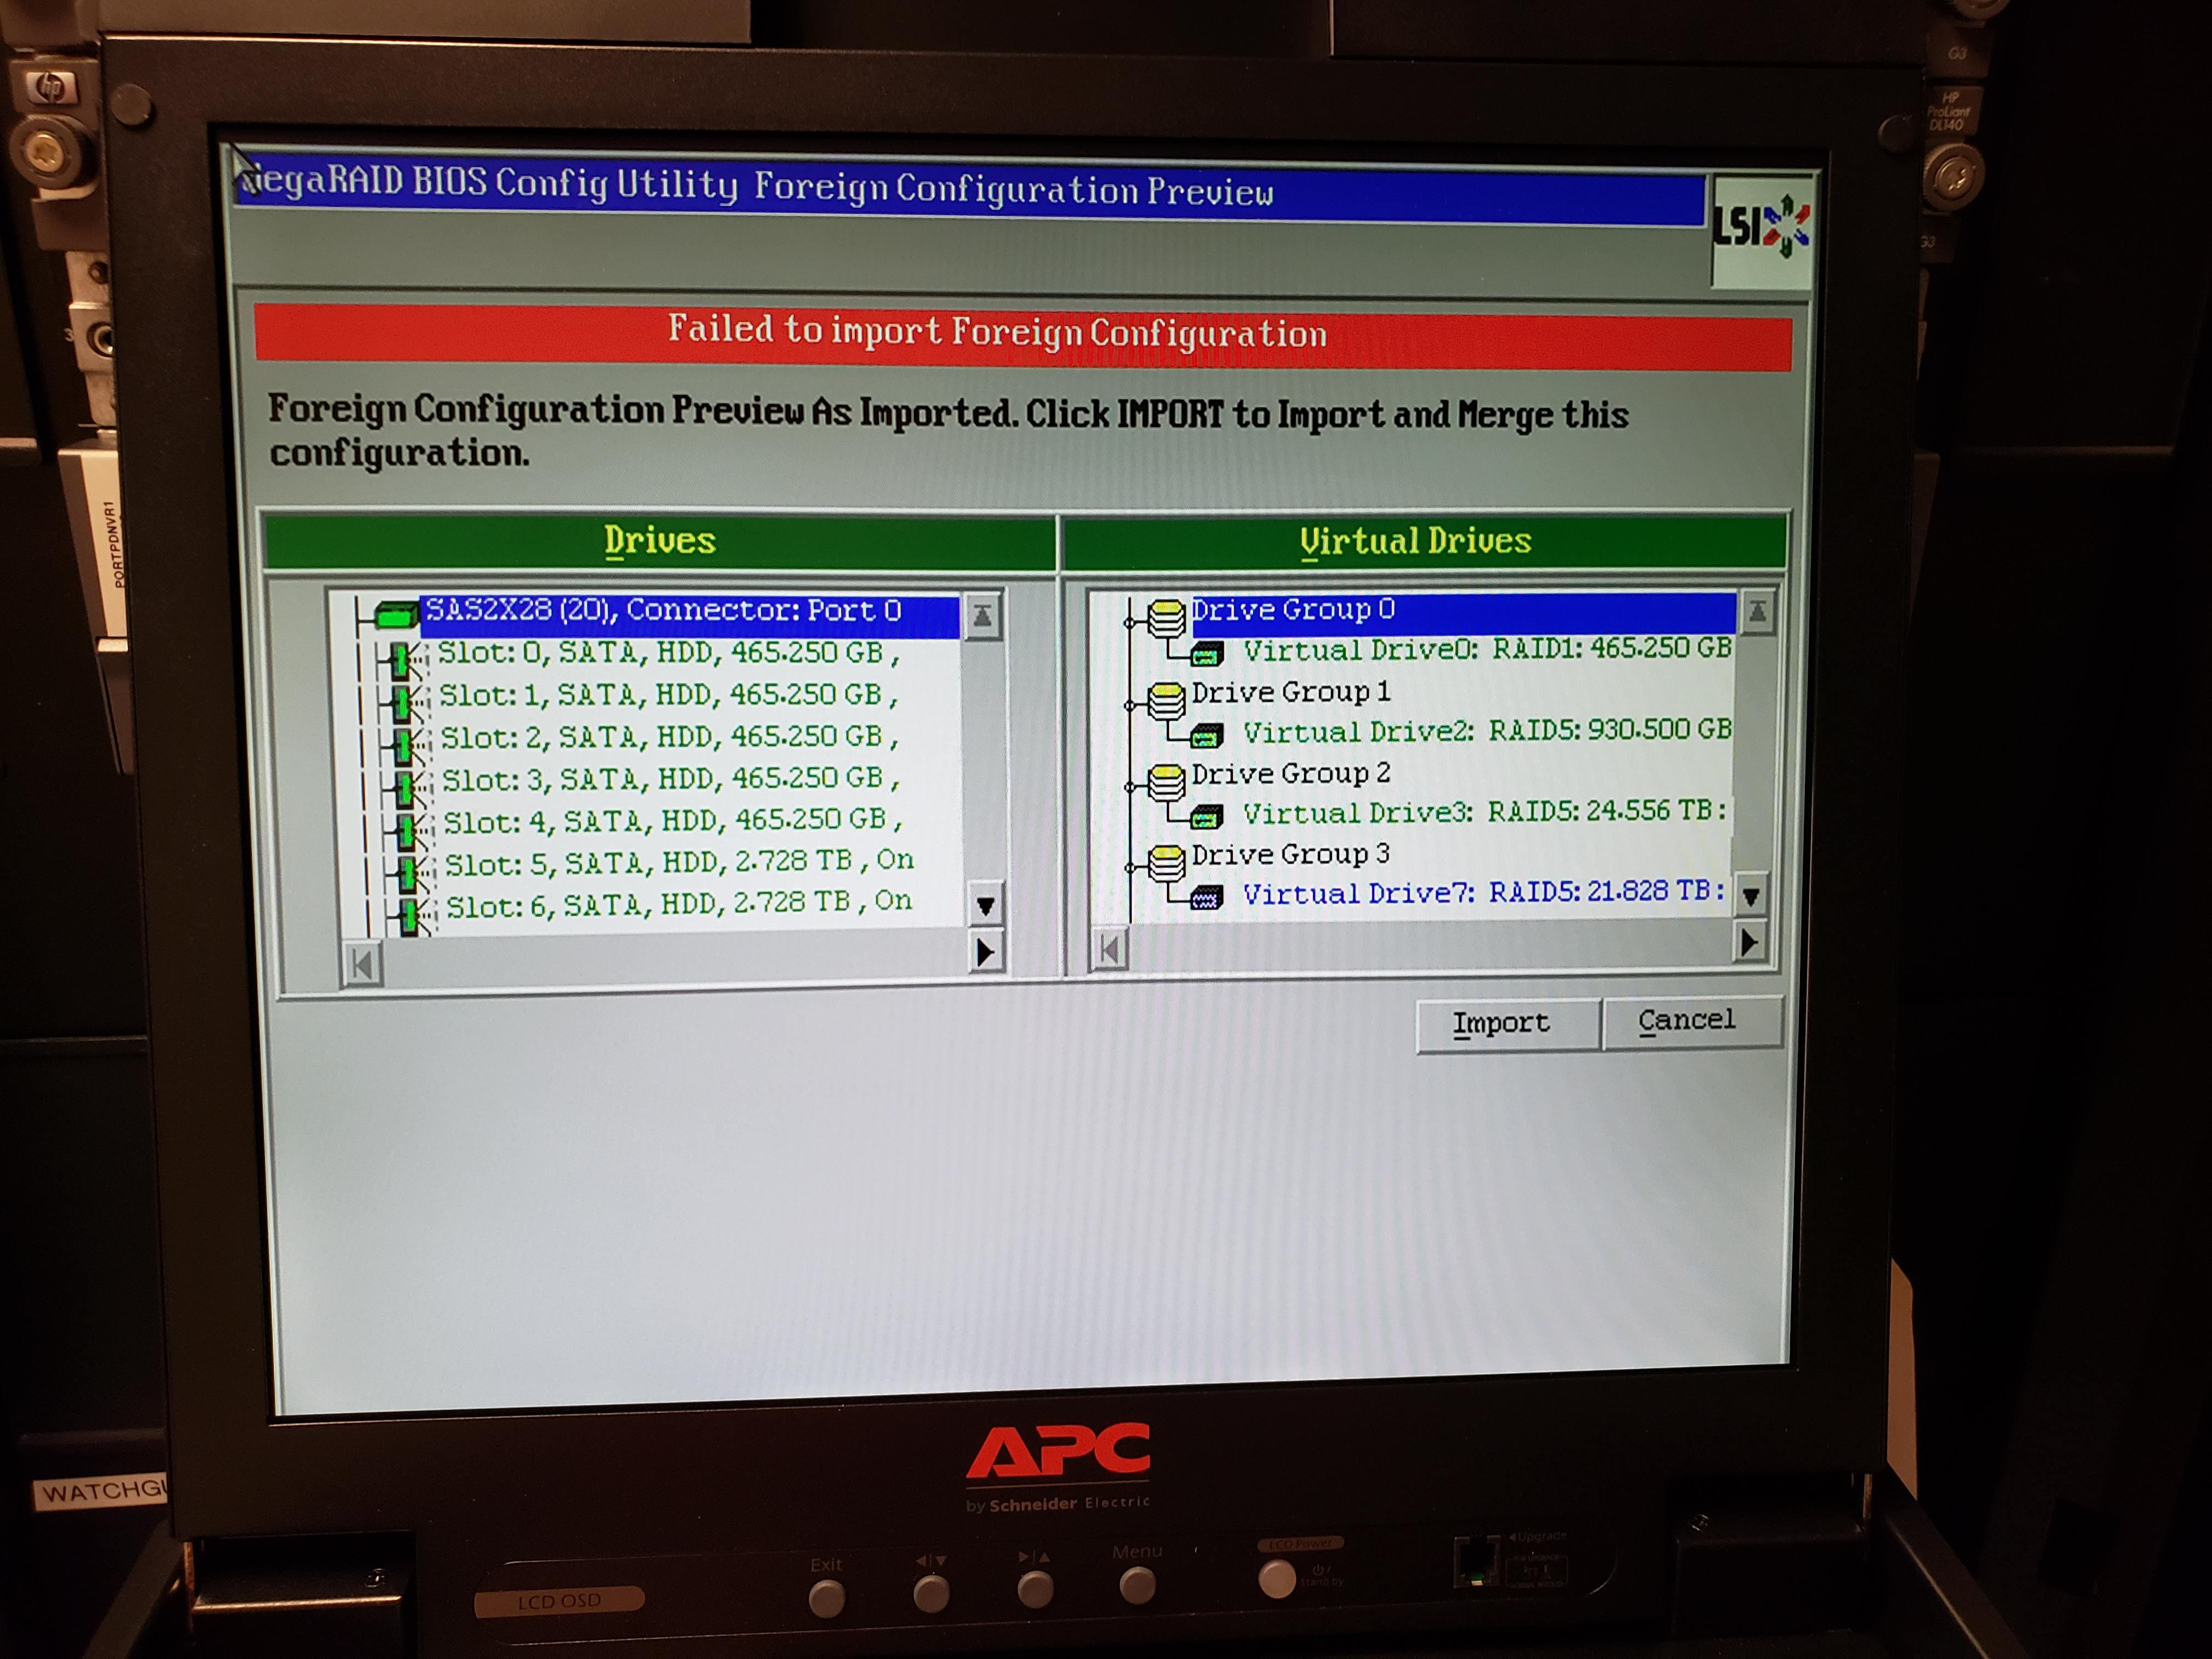 hp
G3
HP
ProLiant
DL140
G3
PORTPDNVR1
MegaRAID BIOS Config Utility Foreign Configuration Preview
LSI
Failed to import Foreign Configuration
Foreign Configuration Preview As Imported. Click IMPORT to Import and Merge this
configuration.
Drives
SAS2X28 (20), Connector: Port 0
Slot: 0, SATA, HDD, 465.250 GB ,
Slot: 1, SATA, HDD, 465.250 GB ,
Slot: 2, SATA, HDD, 465.250 GB ,
Slot: 3, SATA, HDD, 465.250 GB ,
Slot: 4, SATA, HDD, 465.250 GB ,
Slot: 5, SATA, HDD, 2.728 TB , On
Slot: 6, SATA, HDD, 2.728 TB , On
Virtual Drives
Drive Group 0
Virtual Drive0: RAID1: 465.250 GB
Drive Group 1
Virtual Drive2: RAID5: 930.500 GB
Drive Group 2
Virtual Drive3: RAID5: 24.556 TB :
Drive Group 3
Virtual Drive7: RAID5: 21.828 TB :
Import
Cancel
APC
by Schneider Electric
WATCHGU
LCD OSD
Exit
Menu
LCD Power
Stand by
Upgrade